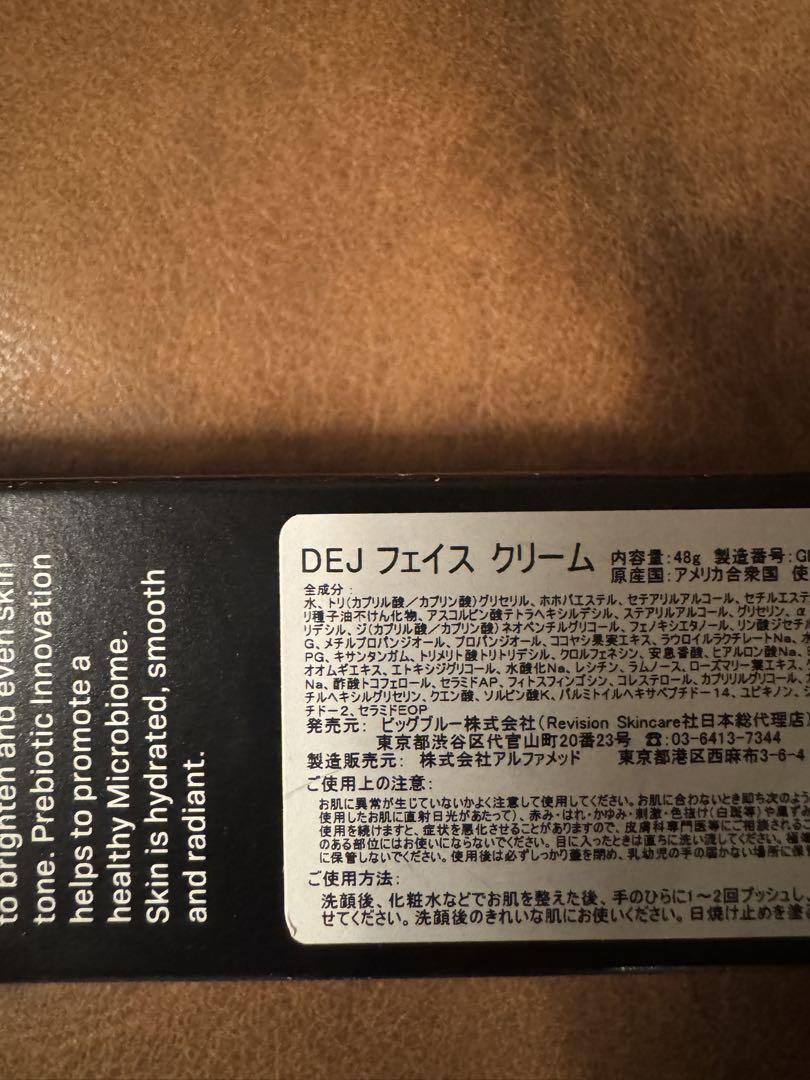 to brighten and even skin
tone. Prebiotic Innovation
helps to promote a
healthy Microbiome.
Skin is hydrated, smooth
and radiant.
DEJ フェイス クリーム
内容量:48g 製造番号:G
原産国:アメリカ合衆国 使
全成分:
水、トリ(カプリル酸/カプリン酸)グリセリル、ホホバエステル、セテアリルアルコール、セチルエステ
リ種子油不けん化物、アスコルビン酸テトラヘキシルデシル、ステアリルアルコール、グリセリン、α
リデシル、ジ(カプリル酸/カプリン酸)ネオペンチルグリコール、フェノキシエタノール、リン酸ジセチル
G、メチルプロパンジオール、プロパンジオール、ココヤシ果実エキス、ラウロイルラクチレートNa、水
PG、キサンタンガム、トリメリト酸トリトリデシル、クロルフェネシン、安息香酸、ヒアルロン酸Na、
オオムギエキス、エトキシジグリコール、水酸化Na、レシチン、ラムノース、ローズマリー葉エキス、
Na、酢酸トコフェロール、セラミドAP、フィトスフィンゴシン、コレステロール、カプリリルグリコール、
チルヘキシルグリセリン、クエン酸、ソルビン酸K、パルミトイルヘキサペプチド-14、ユビキノン、
チド-2、セラミドEOP
発売元: ビッグブルー株式会社(Revision Skincare社日本総代理店)
東京都渋谷区代官山町20番23号 ☎:03-6413-7344
製造販売元: 株式会社アルファメッド 東京都港区西麻布3-6-4
ご使用上の注意:
お肌に異常が生じていないかよく注意して使用してください。お肌に合わないとき即ち次のよう
使用したお肌に直射日光があたって)、赤み・はれ・かゆみ・刺激・色抜け(白斑等)や黒ずみ
使用を続けますと、症状を悪化させることがありますので、皮膚科専門医等にご相談される
のある部位にはお使いにならないでください。目に入ったときは直ちに洗い流してください。極端
に保管しないでください。使用後は必ずしっかり蓋を閉め、乳幼児の手の届かない場所に保管
ご使用方法:
洗顔後、化粧水などでお肌を整えた後、手のひらに1～2回プッシュし、
せてください。洗顔後のきれいな肌にお使いください。日焼け止めを塗